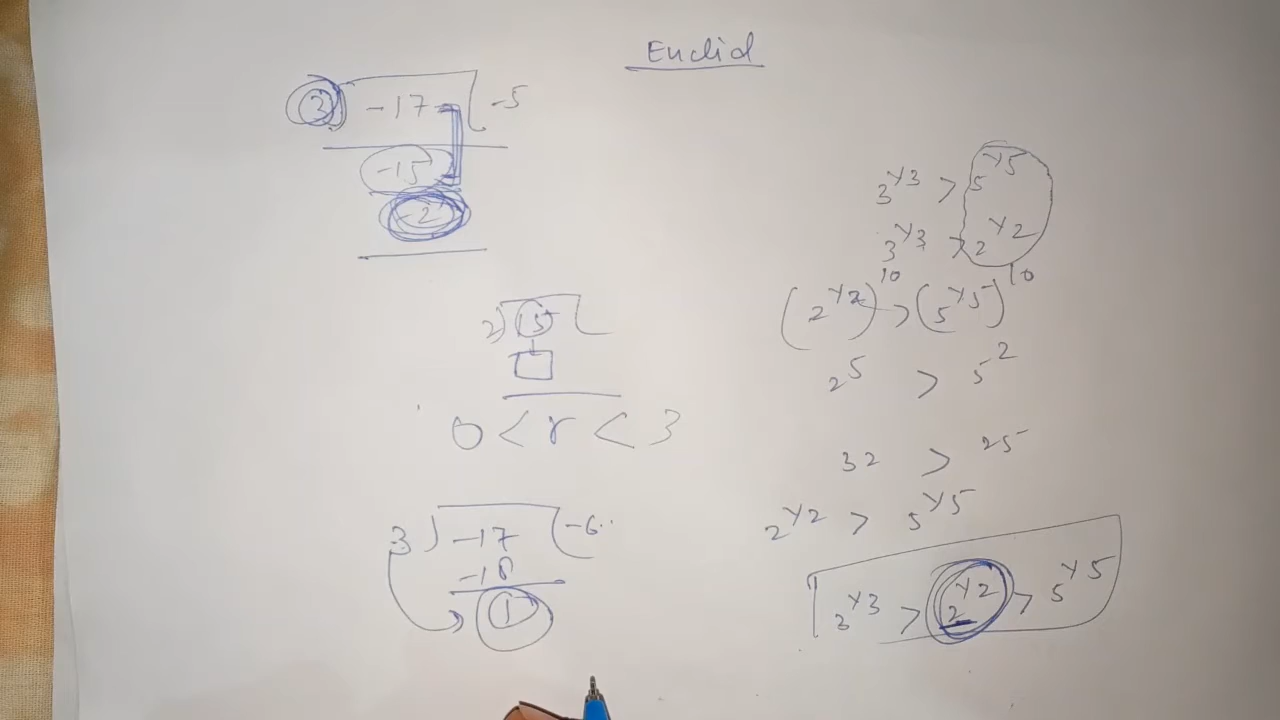 Euclid
3) -17 ( -5
-15
-2
2) 15 (
0 < r < 3
3) -17 ( -6..
-18
1
3^1/3 > 5^1/5
3^1/3 > 2^1/2
(2^1/2)^10 > (5^1/5)^10
2^5 > 5^2
32 > 25
2^1/2 > 5^1/5
3^1/3 > 2^1/2 > 5^1/5